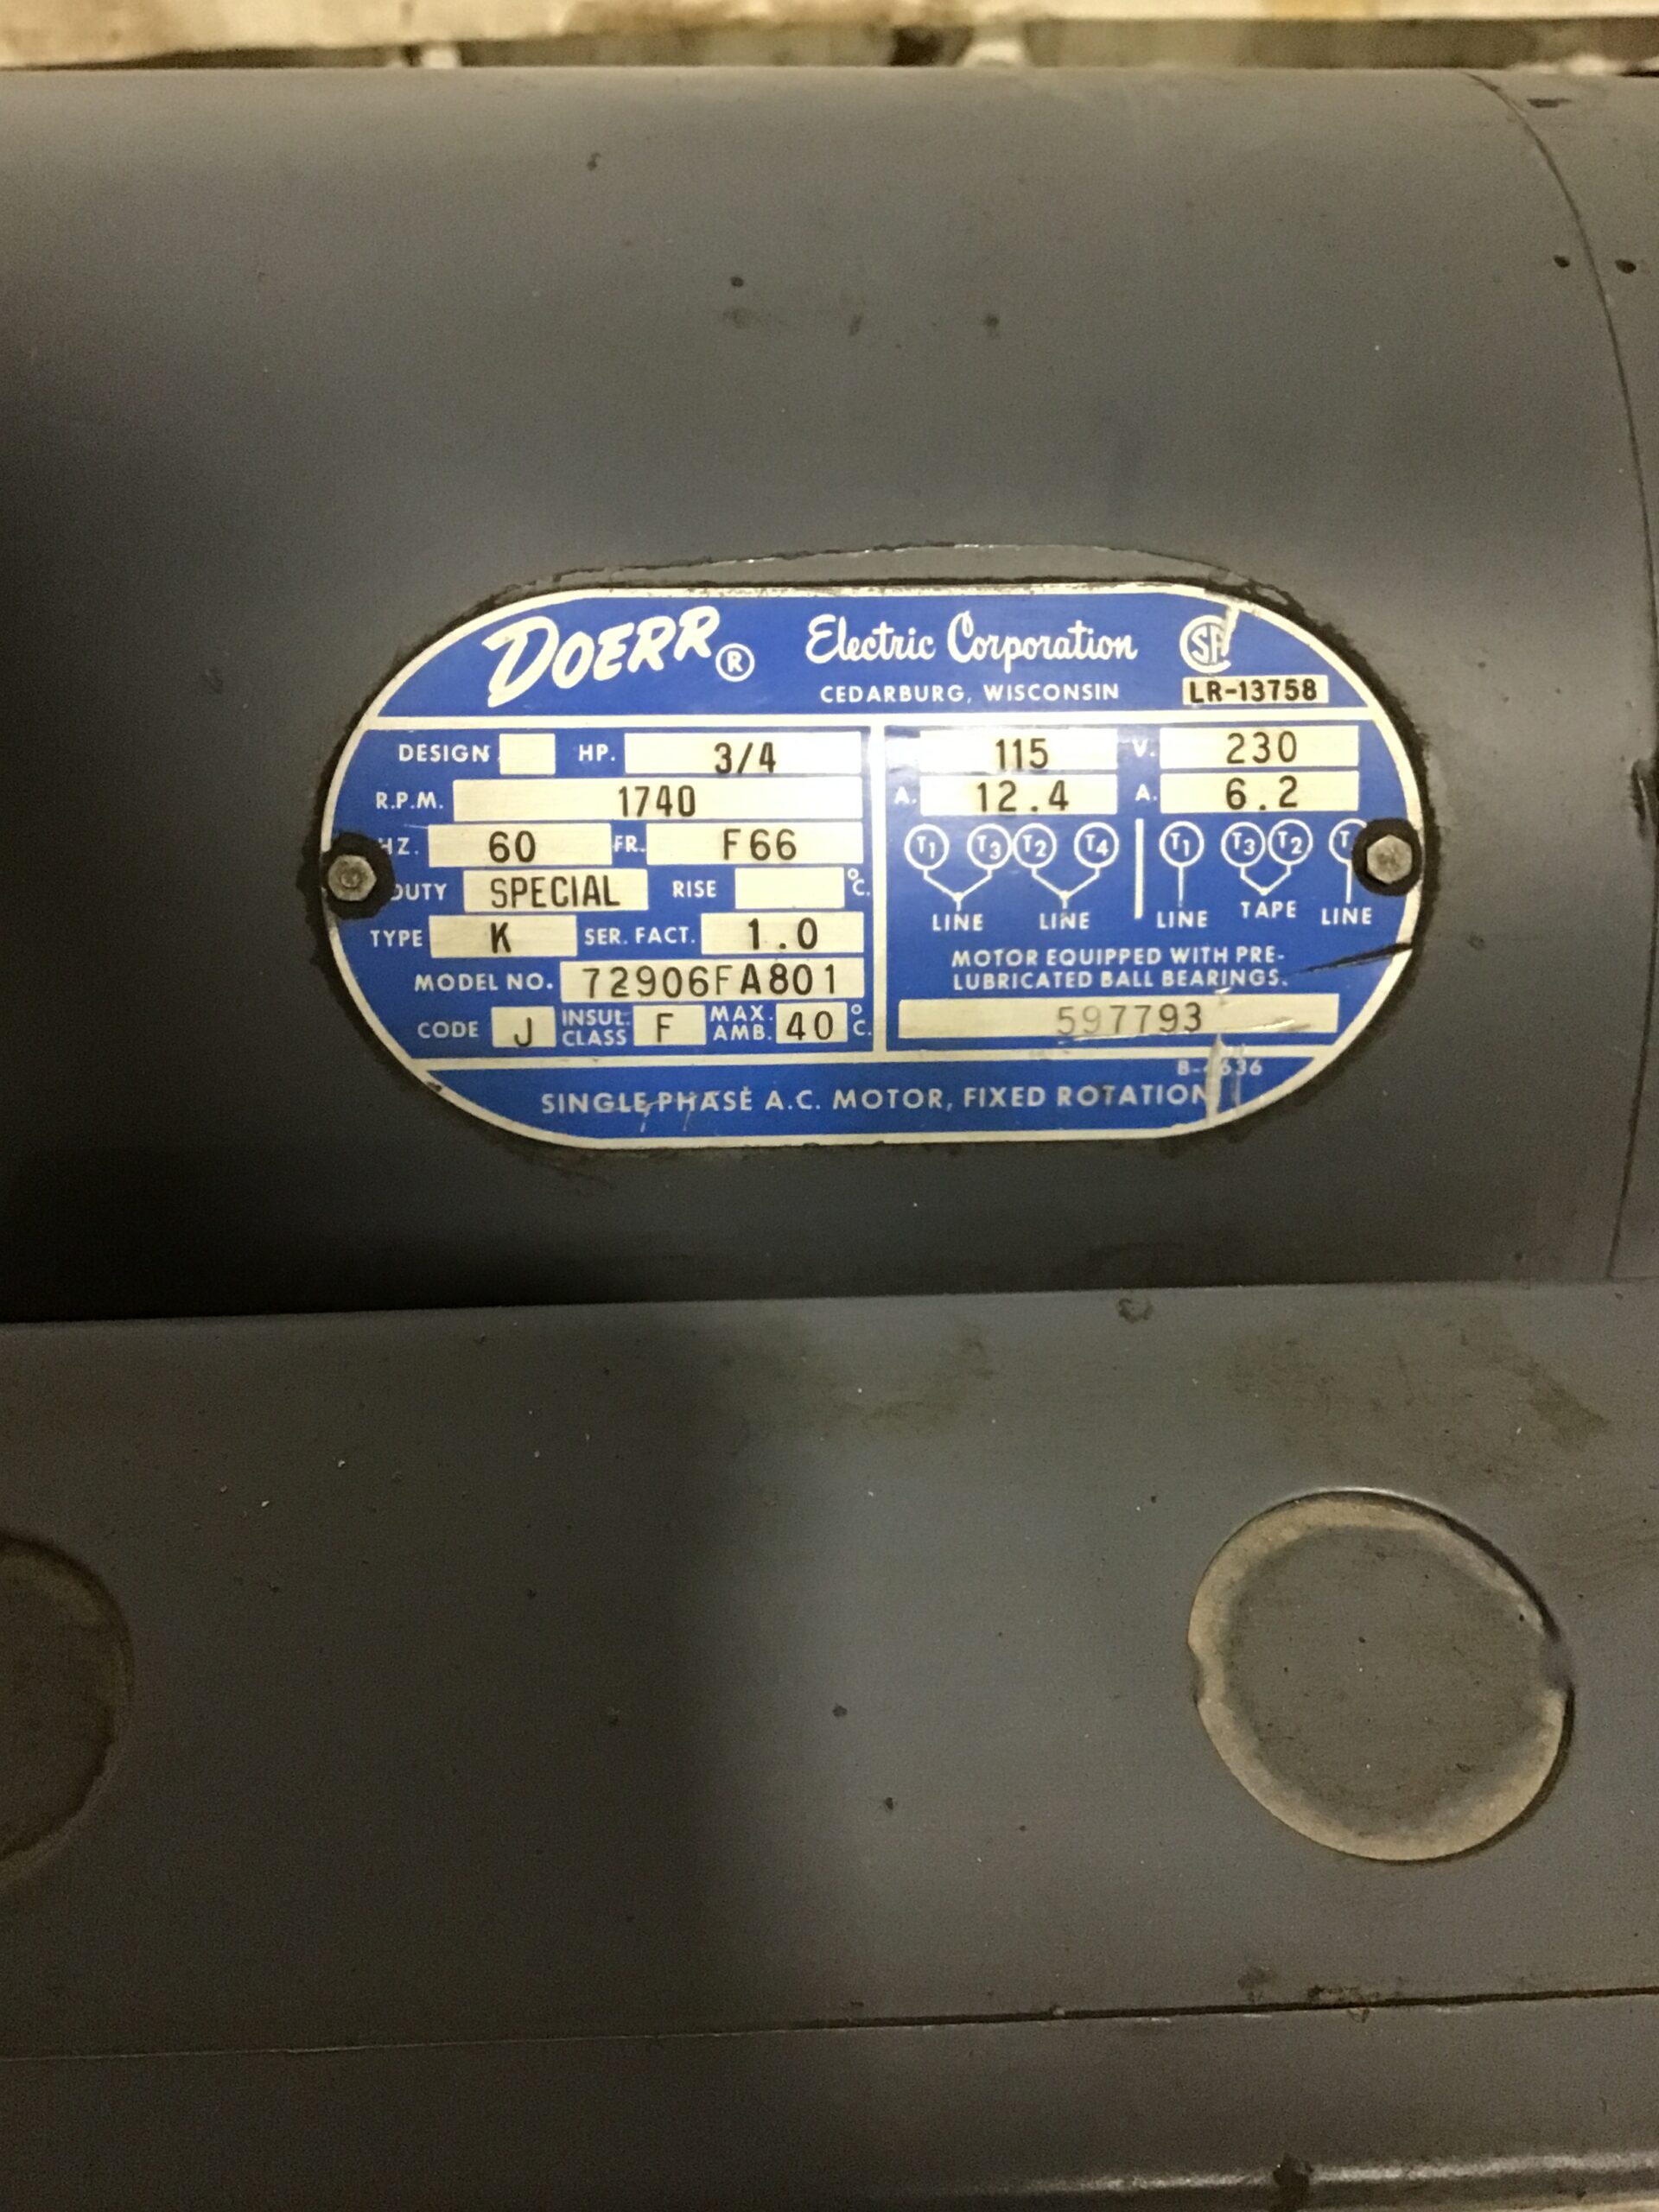 DOERR® Electric Corporation
CEDARBURG, WISCONSIN
LR-13758
DESIGN HP. 3/4
R.P.M. 1740
HZ. 60 FR. F66
DUTY SPECIAL RISE °C.
TYPE K SER. FACT. 1.0
MODEL NO. 72906FA801
CODE J INSUL. CLASS F MAX. AMB. 40 °C.
115 V. 230
A. 12.4 A. 6.2
T1 T3 T2 T4 T1 T3 T2 T
LINE LINE LINE TAPE LINE
MOTOR EQUIPPED WITH PRE-
LUBRICATED BALL BEARINGS.
597793
SINGLE PHASE A.C. MOTOR, FIXED ROTATION